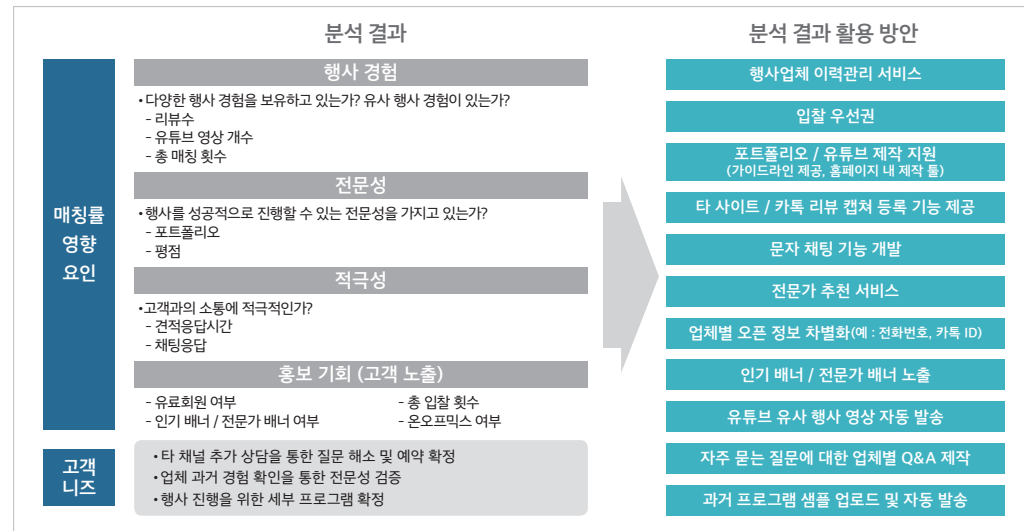 분석 결과
매칭률
영향
요인
행사 경험
•다양한 행사 경험을 보유하고 있는가? 유사 행사 경험이 있는가?
- 리뷰수
- 유튜브 영상 개수
- 총 매칭 횟수
전문성
•행사를 성공적으로 진행할 수 있는 전문성을 가지고 있는가?
- 포트폴리오
- 평점
적극성
•고객과의 소통에 적극적인가?
- 견적응답시간
- 채팅응답
홍보 기회 (고객 노출)
- 유료회원 여부 - 총 입찰 횟수
- 인기 배너 / 전문가 배너 여부 - 온오프믹스 여부
고객
니즈
•타 채널 추가 상담을 통한 질문 해소 및 예약 확정
•업체 과거 경험 확인을 통한 전문성 검증
•행사 진행을 위한 세부 프로그램 확정
분석 결과 활용 방안
행사업체 이력관리 서비스
입찰 우선권
포트폴리오 / 유튜브 제작 지원
(가이드라인 제공, 홈페이지 내 제작 툴)
타 사이트 / 카톡 리뷰 캡쳐 등록 기능 제공
문자 채팅 기능 개발
전문가 추천 서비스
업체별 오픈 정보 차별화(예 : 전화번호, 카톡 ID)
인기 배너 / 전문가 배너 노출
유튜브 유사 행사 영상 자동 발송
자주 묻는 질문에 대한 업체별 Q&A 제작
과거 프로그램 샘플 업로드 및 자동 발송